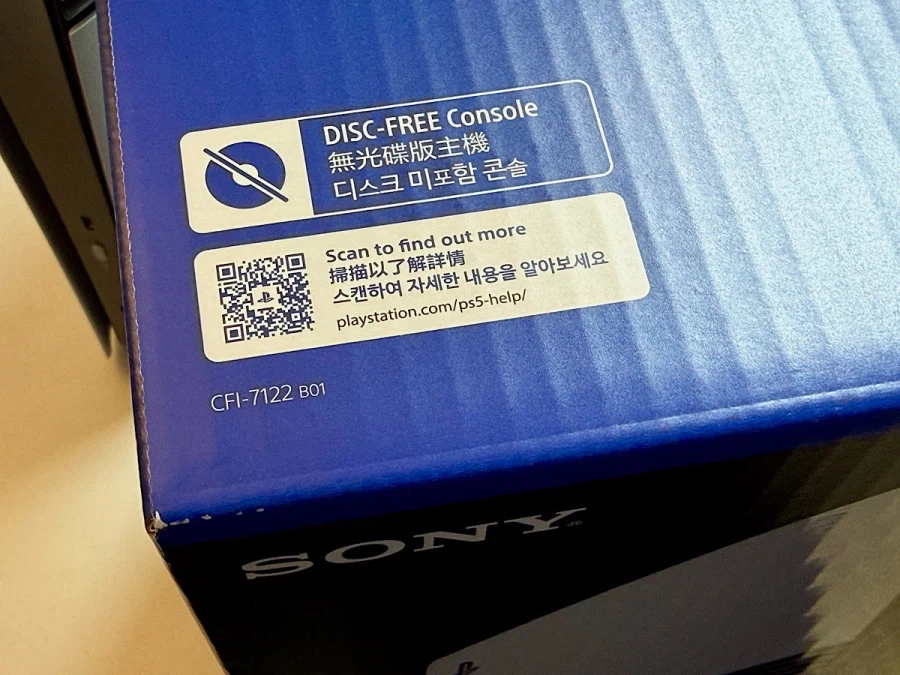 DISC-FREE Console
無光碟版主機
디스크 미포함 콘솔
Scan to find out more
掃描以了解詳情
스캔하여 자세한 내용을 알아보세요
playstation.com/ps5-help/
CFI-7122 B01
SONY